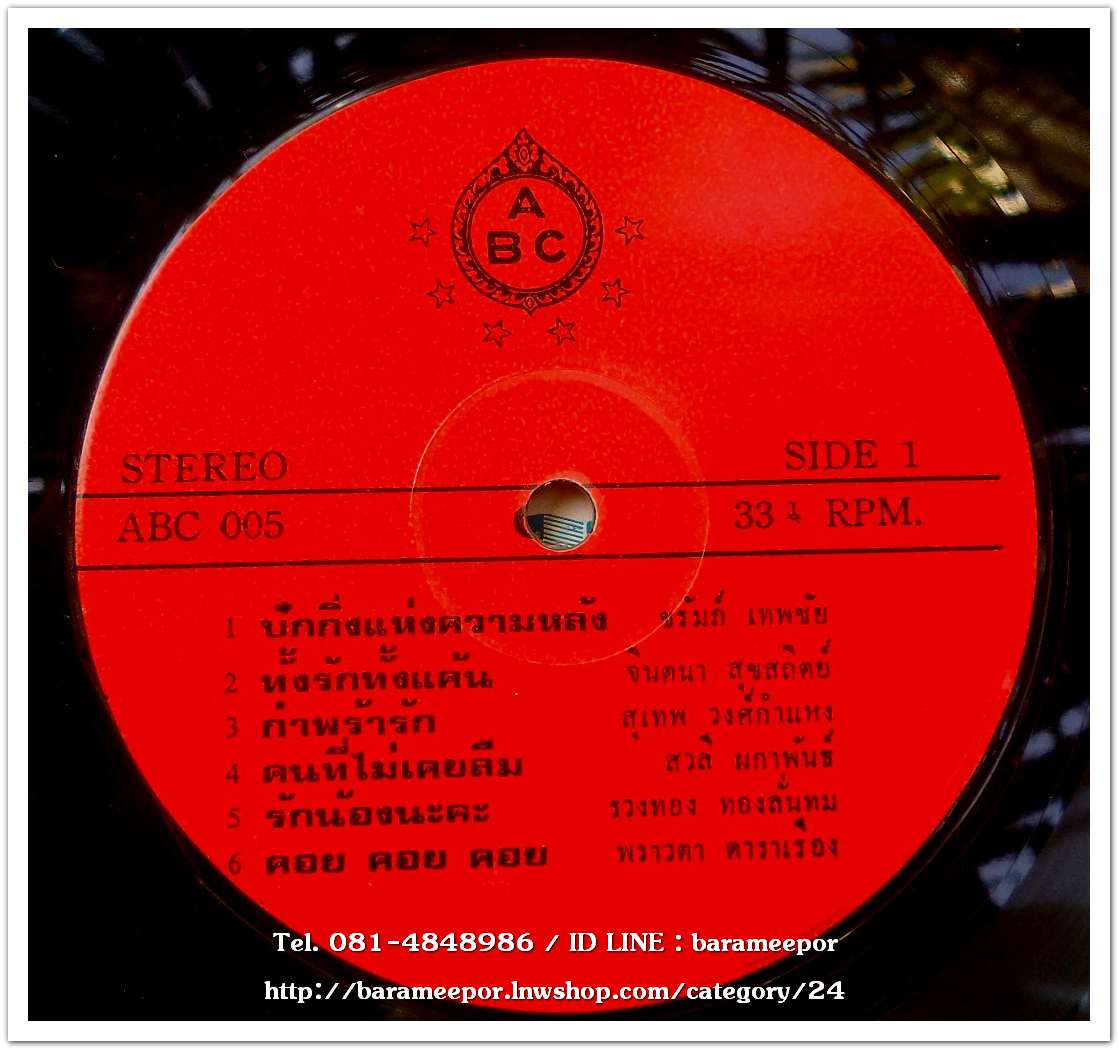 A
B C
STEREO SIDE 1
ABC 005 33 ⅓ RPM.
1 ปักกิ่งแห่งความหลัง ชรัมภ์ เทพชัย
2 ทั้งรักทั้งแค้น จินตนา สุขสถิตย์
3 กำพร้ารัก สุเทพ วงศ์กำแหง
4 คนที่ไม่เคยลืม สวลี ผกาพันธ์
5 รักน้องนะคะ รวงทอง ทองลั่นทม
6 คอย คอย คอย พราวตา ดาราเรือง
Tel. 081-4848986 / ID LINE : barameepor
http://barameepor.lnwshop.com/category/24